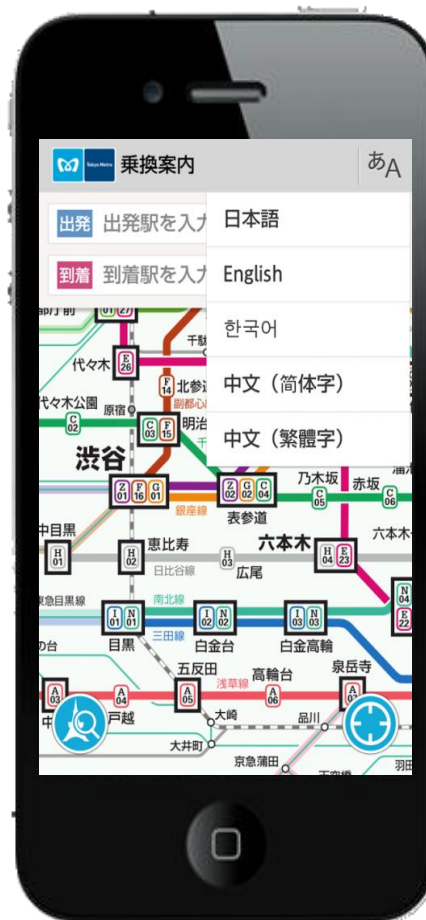 Tokyo Metro 乗換案内 あA
出発 出発駅を入力
到着 到着駅を入力
日本語
English
한국어
中文（简体字）
中文（繁體字）
01 27
代々木 E 26
F 14 北参道
副都心線
代々木公園 C 02 原宿 C 03 F 15 明治
渋谷
Z 01 F 16 G 01 Z 02 G 02 C 04
銀座線 表参道
乃木坂 C 05 赤坂 C 06
中目黒 H 01
恵比寿 H 02
日比谷線
H 03 広尾
六本木 H 04 E 23
六本木
東急目黒線 南北線
N 04 E 22
I 01 N 01 I 02 N 02 I 03 N 03
目黒 三田線 白金台 白金高輪
の台
五反田 A 05
浅草線
高輪台 A 06
泉岳寺 A 07
A 03 A 04
中 戸越
大崎
品川
大井町
京急蒲田
羽田